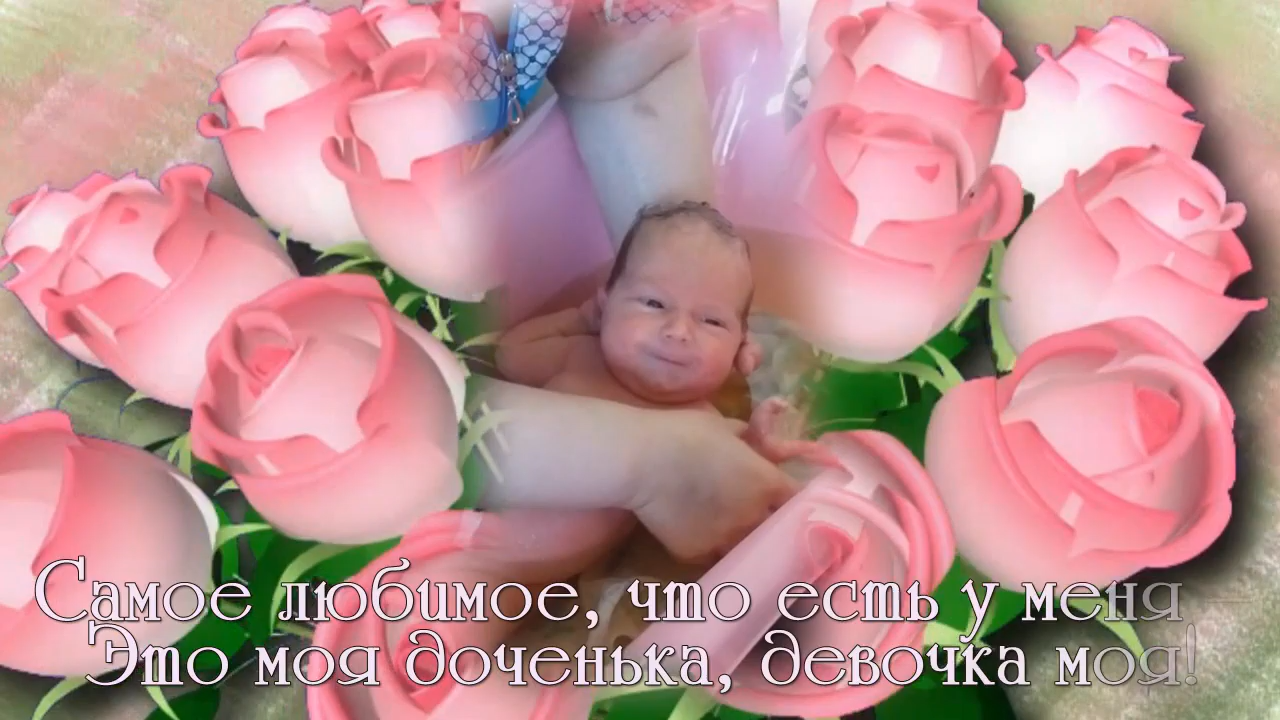 Самое любимое, что есть у меня –
Это моя доченька, девочка моя!